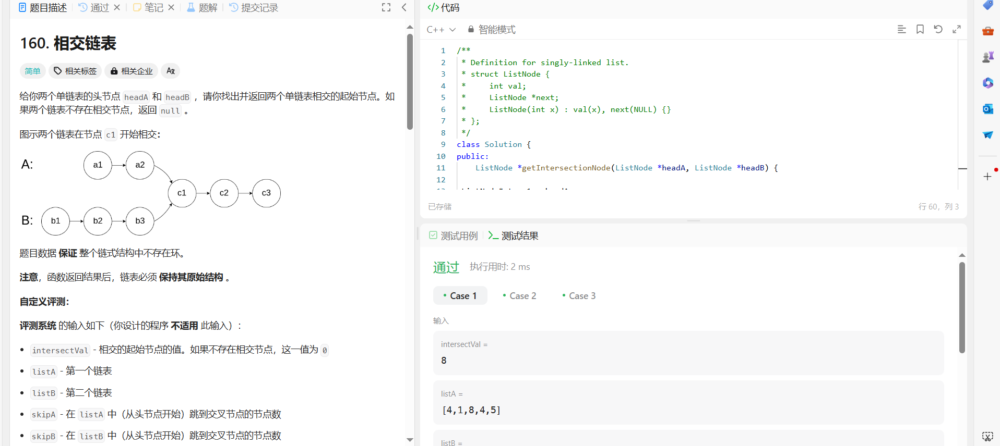 题目描述 通过 笔记 题解 提交记录
160. 相交链表
简单 相关标签 相关企业
给你两个单链表的头节点 headA 和 headB ，请你找出并返回两个单链表相交的起始节点。如
果两个链表不存在相交节点，返回 null 。
图示两个链表在节点 c1 开始相交：
A: a1 a2
c1 c2 c3
B: b1 b2 b3
题目数据 保证 整个链式结构中不存在环。
注意，函数返回结果后，链表必须 保持其原始结构 。
自定义评测：
评测系统 的输入如下（你设计的程序 不适用 此输入）：
• intersectVal - 相交的起始节点的值。如果不存在相交节点，这一值为 0
• listA - 第一个链表
• listB - 第二个链表
• skipA - 在 listA 中（从头节点开始）跳到交叉节点的节点数
• skipB - 在 listB 中（从头节点开始）跳到交叉节点的节点数
</> 代码
C++ 智能模式
1 /**
2 * Definition for singly-linked list.
3 * struct ListNode {
4 * int val;
5 * ListNode *next;
6 * ListNode(int x) : val(x), next(NULL) {}
7 * };
8 */
9 class Solution {
10 public:
11 ListNode *getIntersectionNode(ListNode *headA, ListNode *headB) {
12
已存储 行 60，列 3
测试用例 >_ 测试结果
通过 执行用时: 2 ms
• Case 1 • Case 2 • Case 3
输入
intersectVal =
8
listA =
[4,1,8,4,5]
listB =